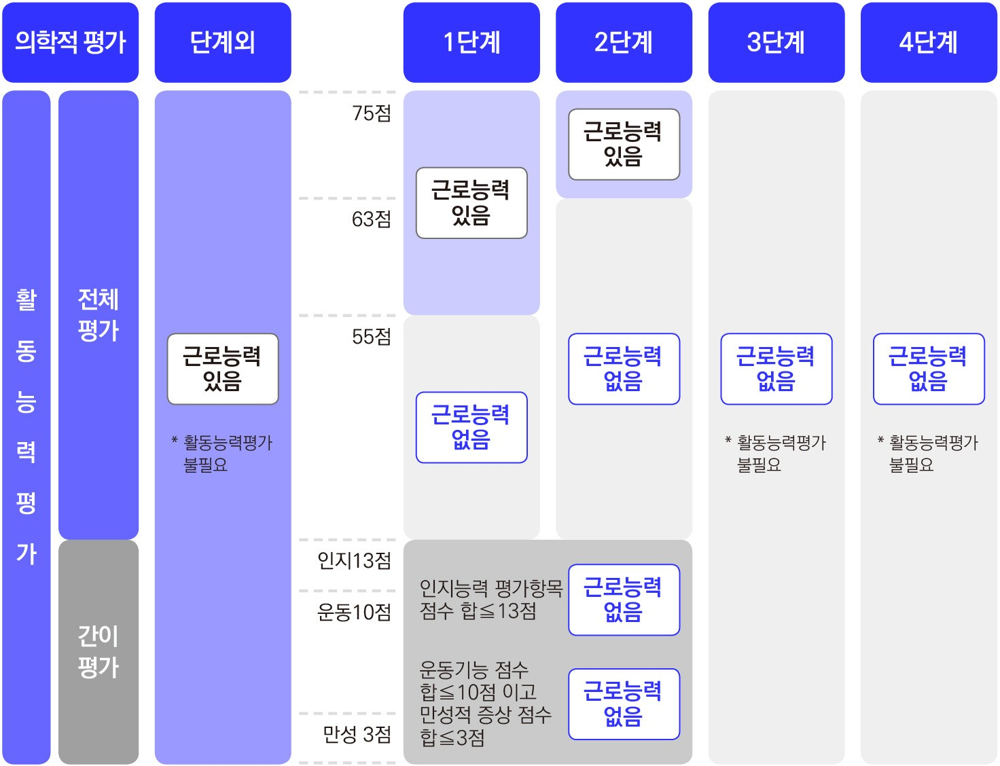 의학적 평가
단계외
1단계
2단계
3단계
4단계
활
동
능
력
평
가
전체
평가
간이
평가
근로능력
있음
* 활동능력평가
불필요
75점
63점
55점
인지13점
운동10점
만성 3점
근로능력
있음
근로능력
없음
근로능력
있음
근로능력
없음
인지능력 평가항목
점수 합≦13점
근로능력
없음
운동기능 점수
합≦10점 이고
만성적 증상 점수
합≦3점
근로능력
없음
근로능력
없음
* 활동능력평가
불필요
근로능력
없음
* 활동능력평가
불필요